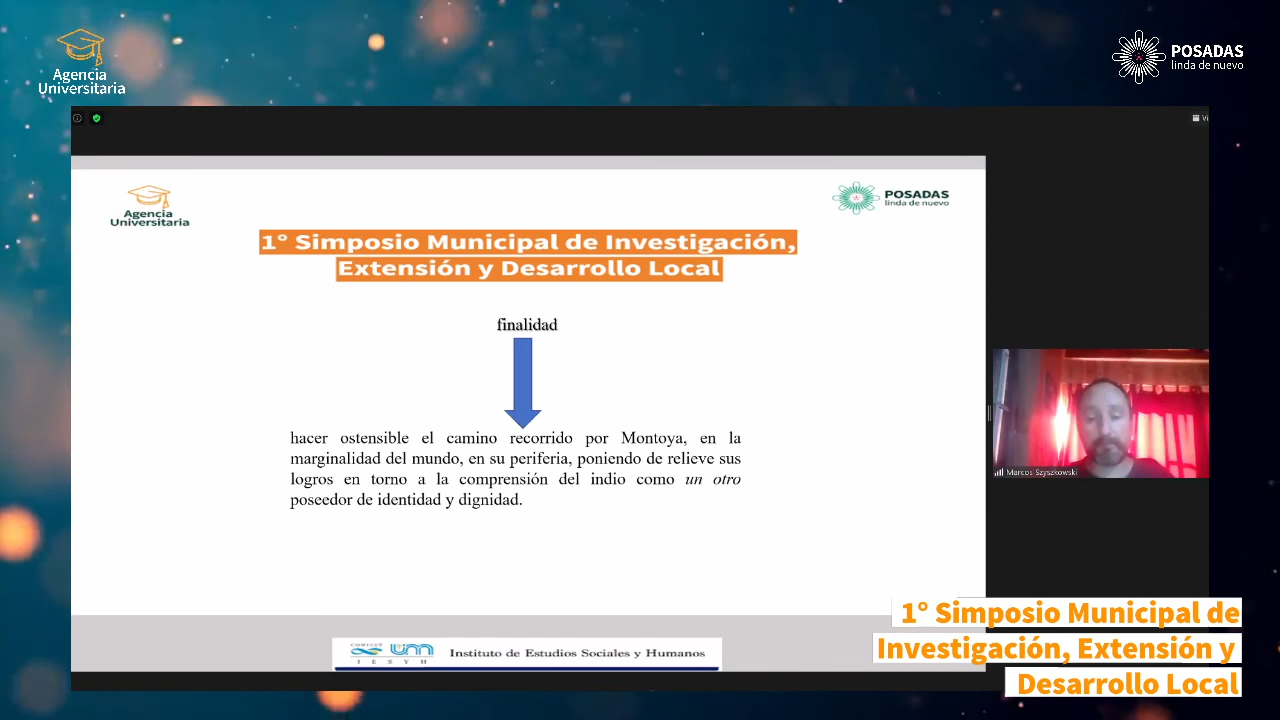 Agencia
Universitaria
POSADAS
linda de nuevo
Vi
Agencia
Universitaria
POSADAS
linda de nuevo
1° Simposio Municipal de Investigación,
Extensión y Desarrollo Local
finalidad
hacer ostensible el camino recorrido por Montoya, en la
marginalidad del mundo, en su periferia, poniendo de relieve sus
logros en torno a la comprensión del indio como un otro
poseedor de identidad y dignidad.
Marcos Szyszkowski
CONICET
UNM
I E S Y H
Instituto de Estudios Sociales y Humanos
1° Simposio Municipal de
Investigación, Extensión y
Desarrollo Local